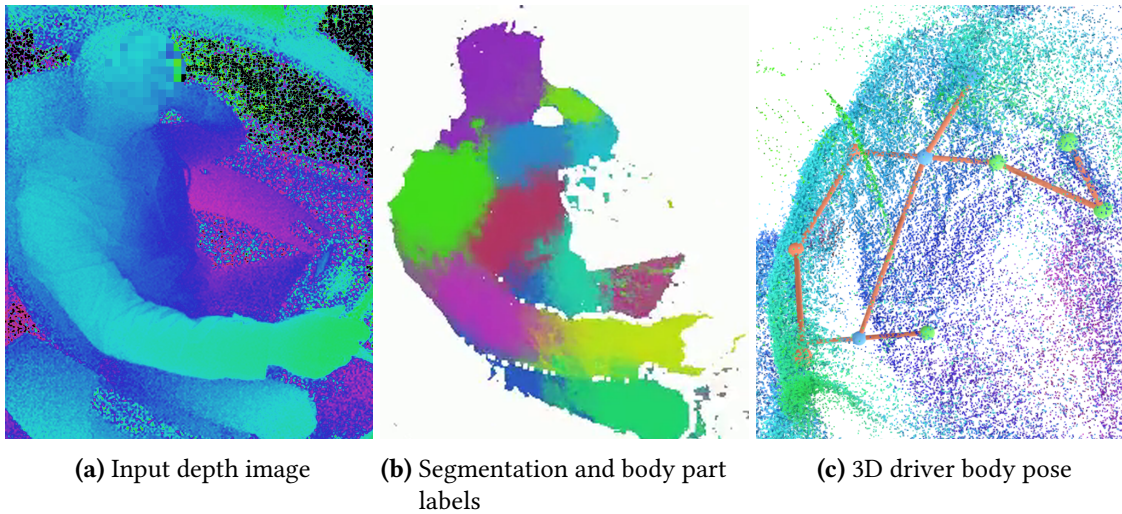 (a) Input depth image
(b) Segmentation and body part
labels
(c) 3D driver body pose